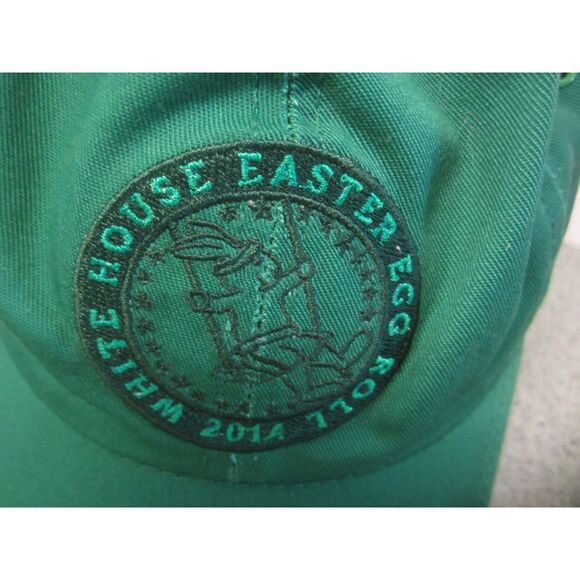 WHITE HOUSE EASTER EGG ROLL
2014